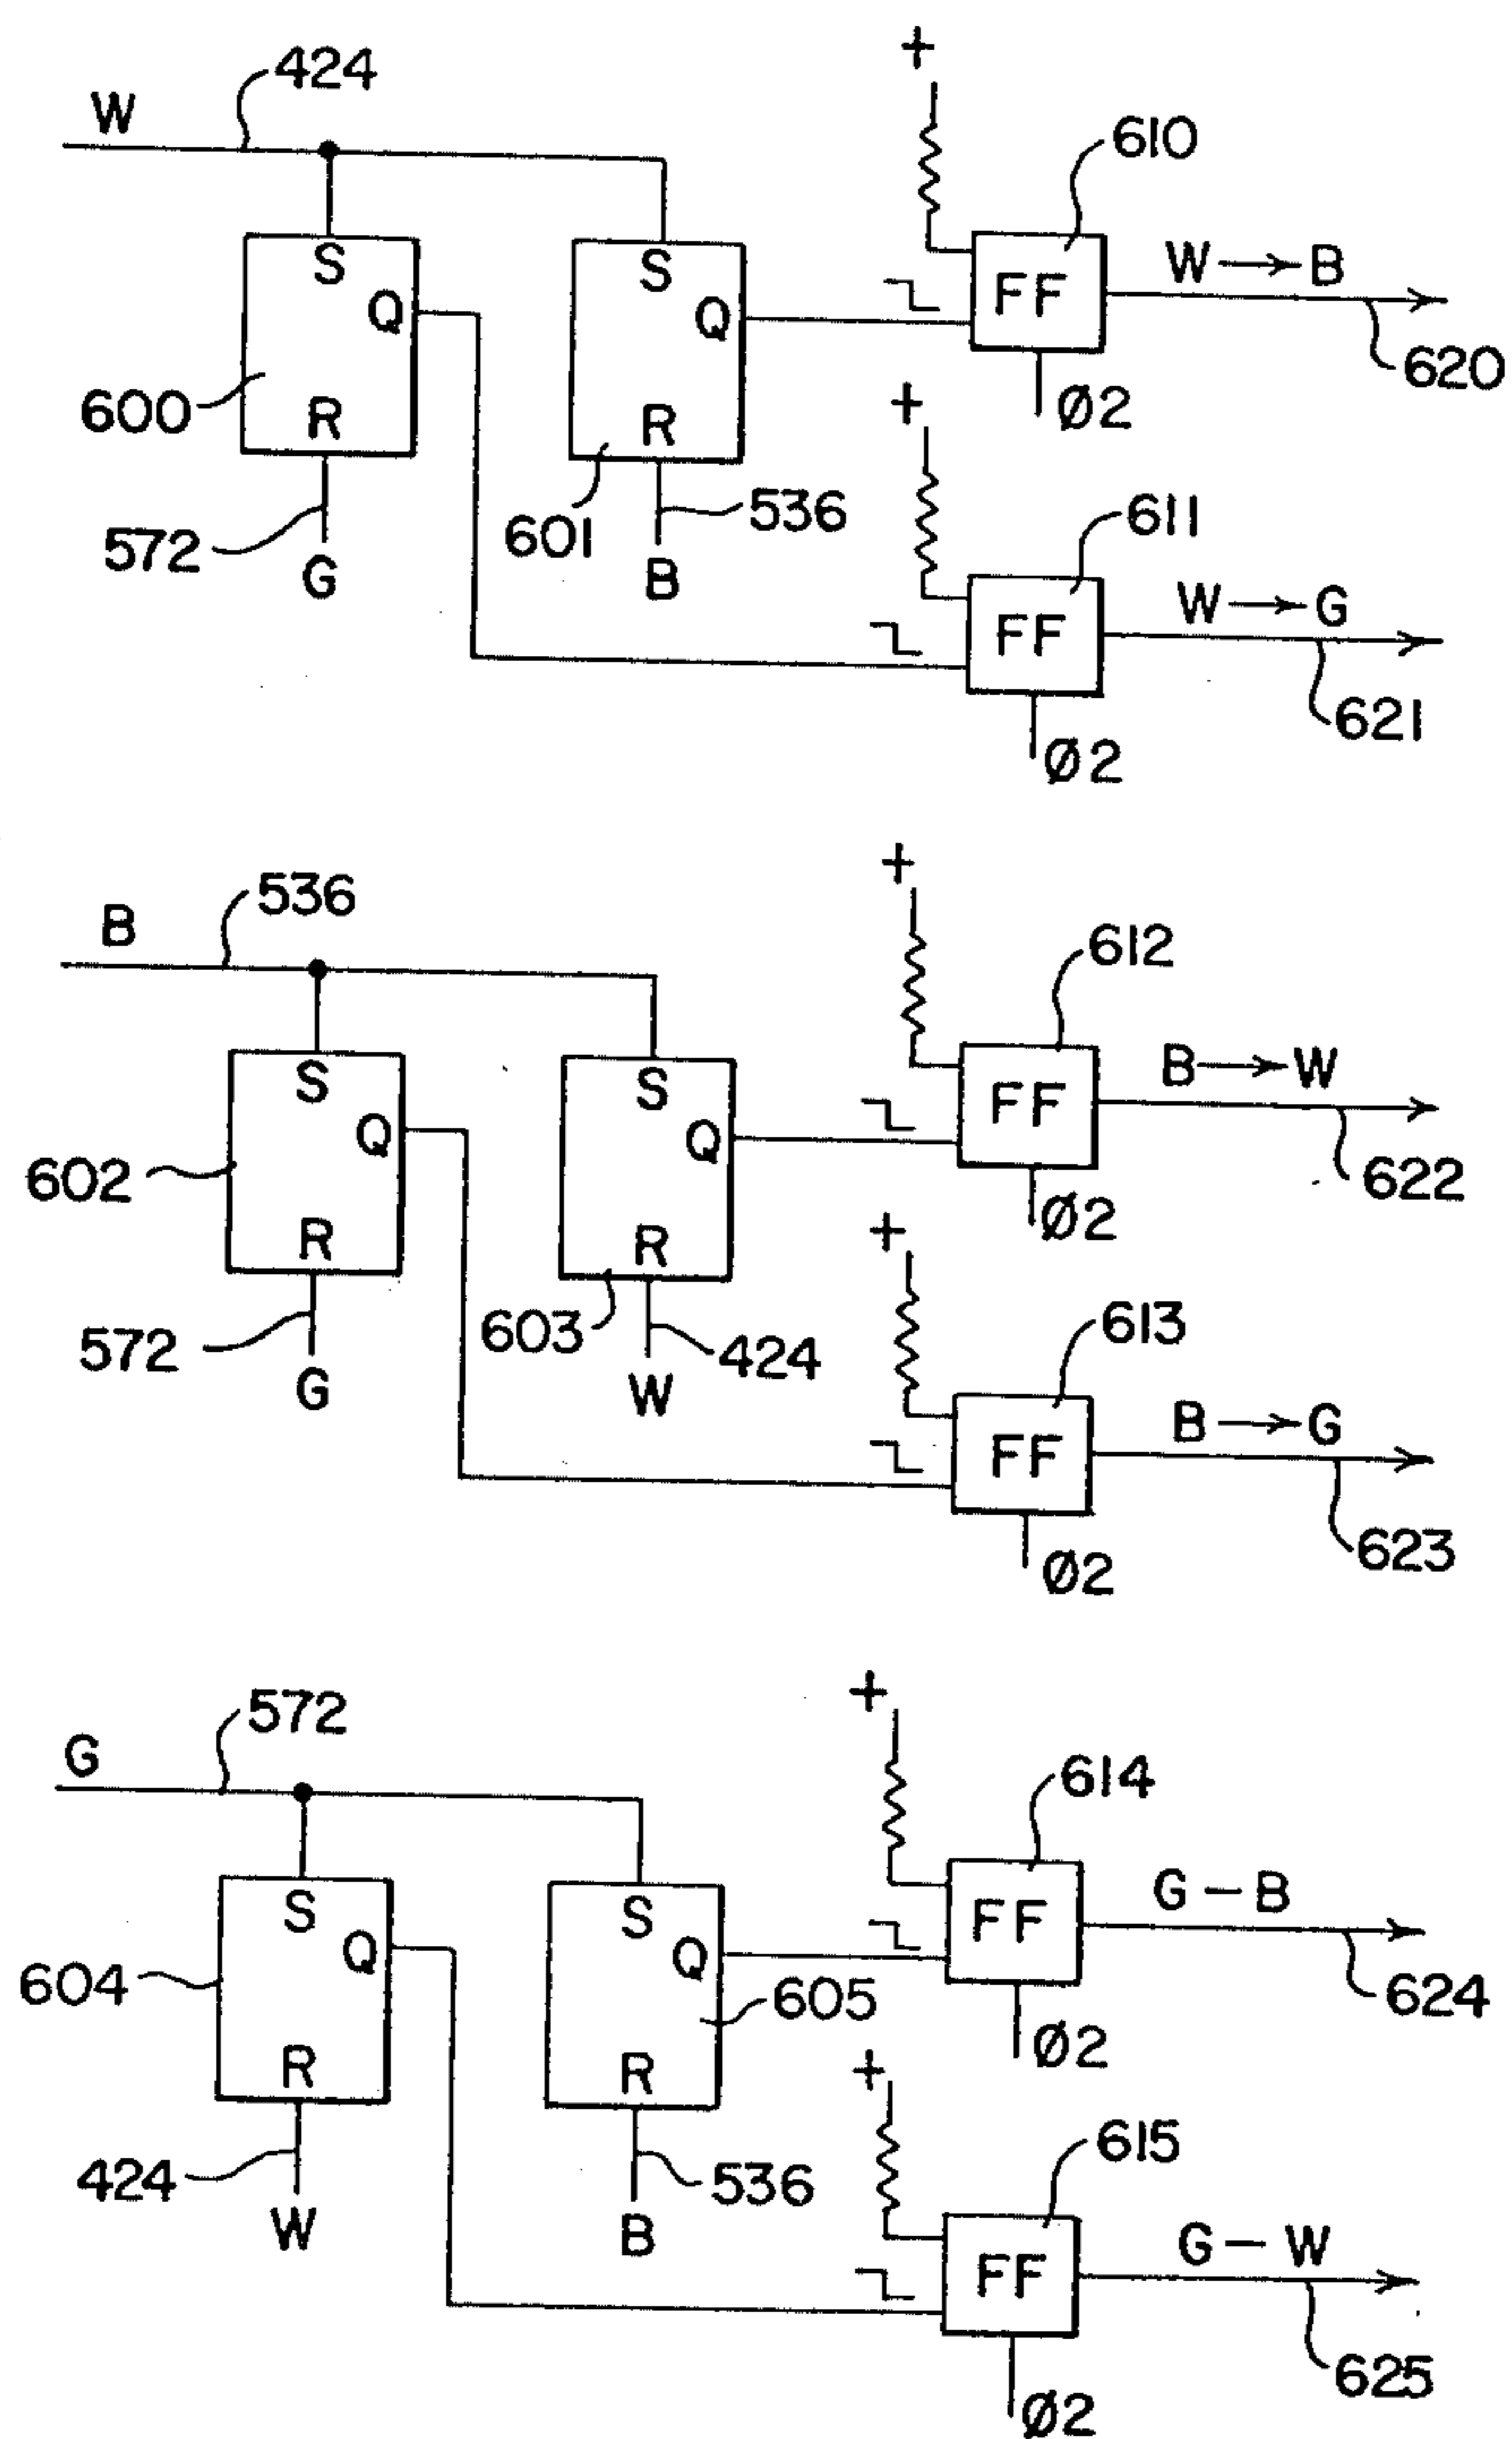 424
W
+
610
S
Q
R
600
572
G
S
Q
R
601
536
B
FF
W → B
620
Ø2
+
611
FF
W → G
621
Ø2
536
B
+
612
S
Q
R
602
572
G
S
Q
R
603
424
W
FF
B → W
622
Ø2
+
613
FF
B → G
623
Ø2
572
G
+
614
S
Q
R
604
424
W
S
Q
R
605
536
B
FF
G – B
624
Ø2
+
615
FF
G – W
625
Ø2